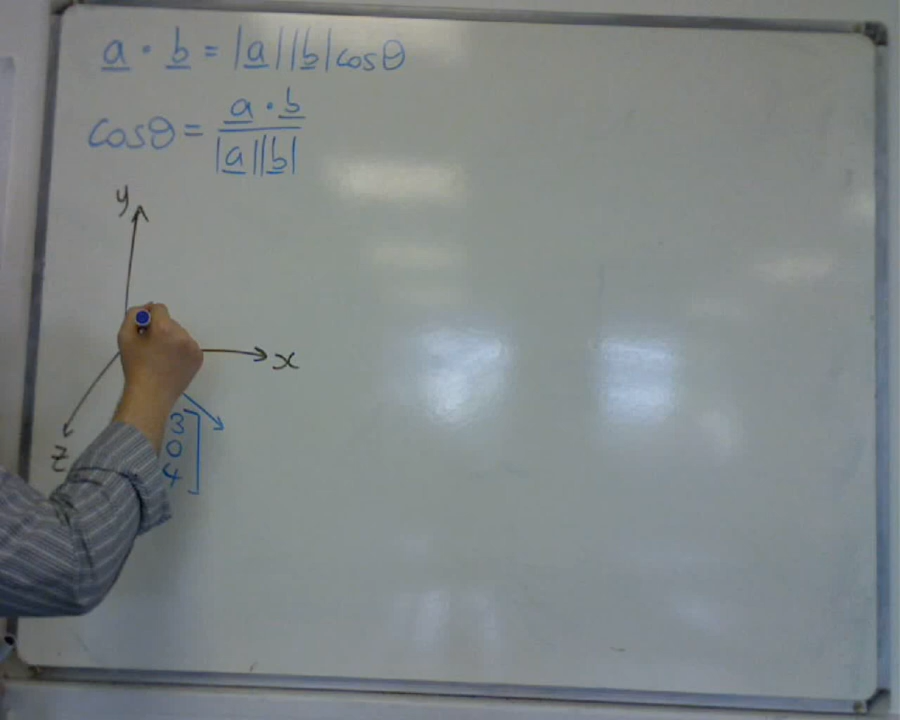 a · b = |a||b|cosθ
cosθ = a · b / |a||b|
y
x
z
3
0
4